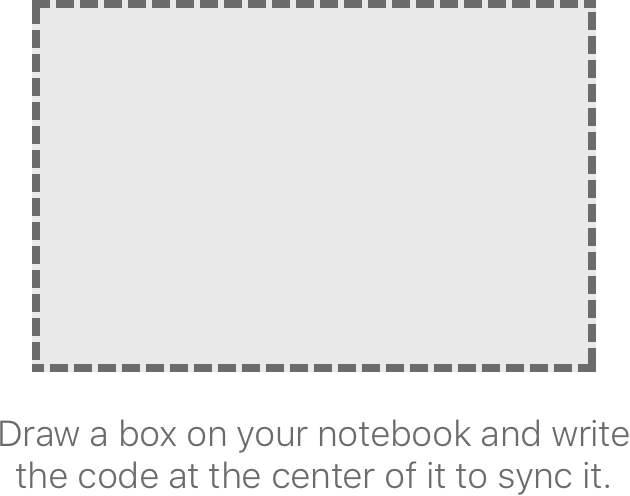 Draw a box on your notebook and write
the code at the center of it to sync it.